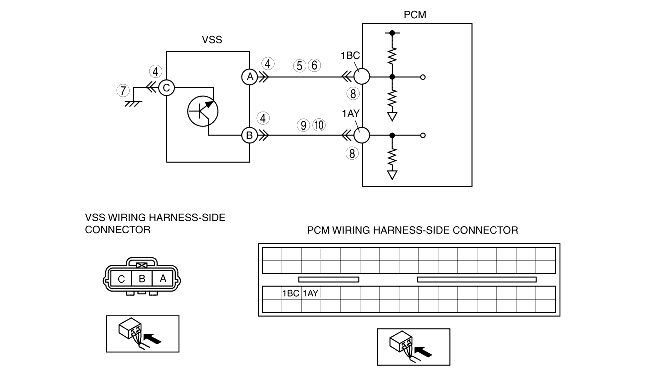 PCM
VSS
1BC
A
4
5 6
4
C
7
8
1AY
4
B
9 10
8
VSS WIRING HARNESS-SIDE
CONNECTOR
PCM WIRING HARNESS-SIDE CONNECTOR
C B A
1BC 1AY